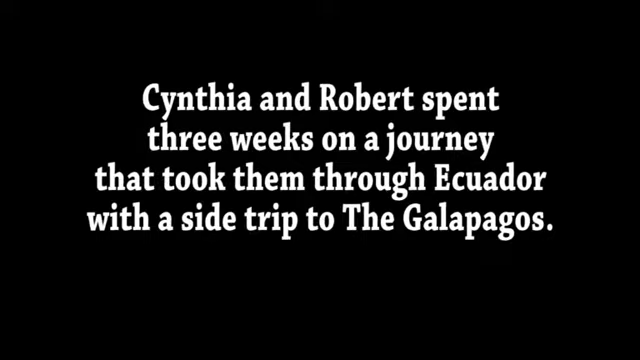 Cynthia and Robert spent
three weeks on a journey
that took them through Ecuador
with a side trip to The Galapagos.